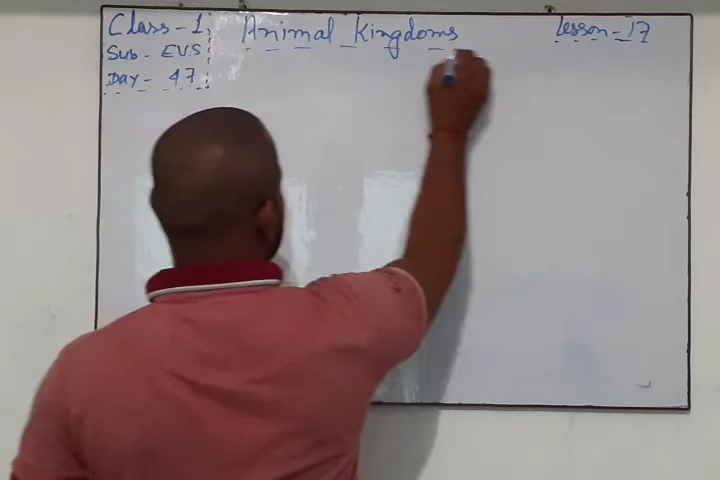 Class - 1
Sub - EVS
Day - 47
Animal Kingdoms
Lesson - 17